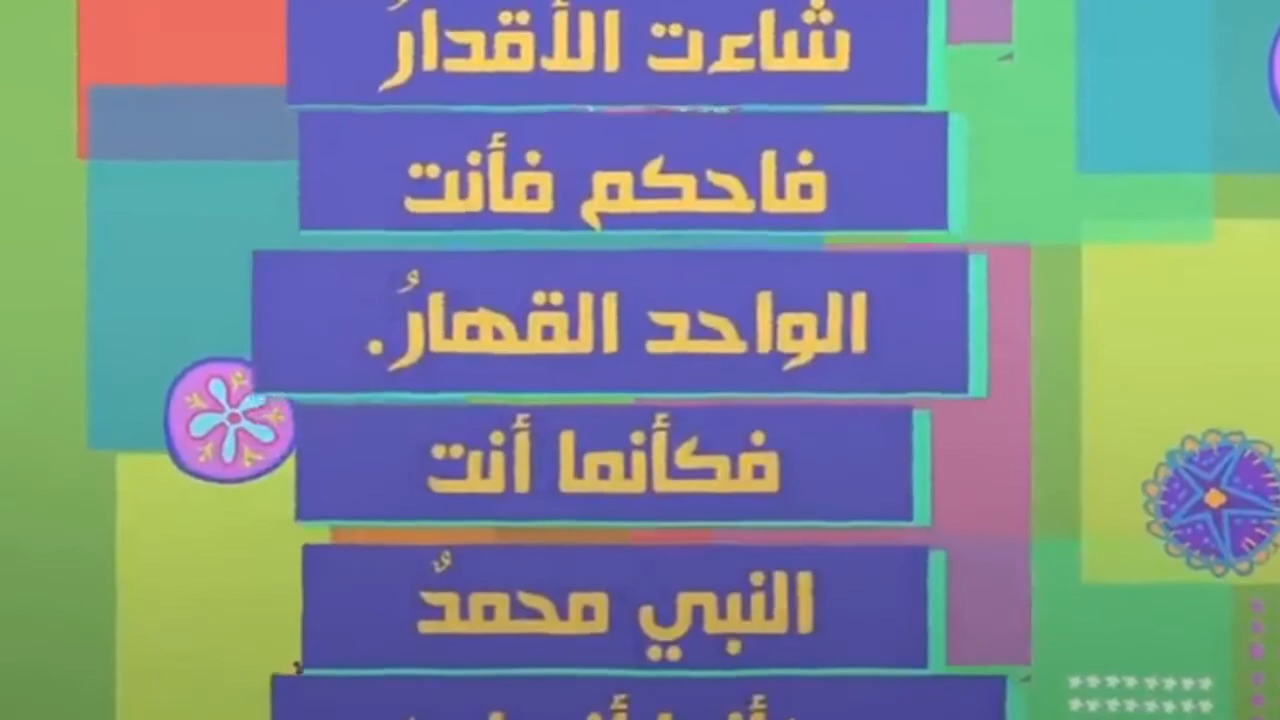 شاءت الأقدارُ
فاحكم فأنت
الواحد القهارُ.
فكأنما أنت
النبي محمدٌ